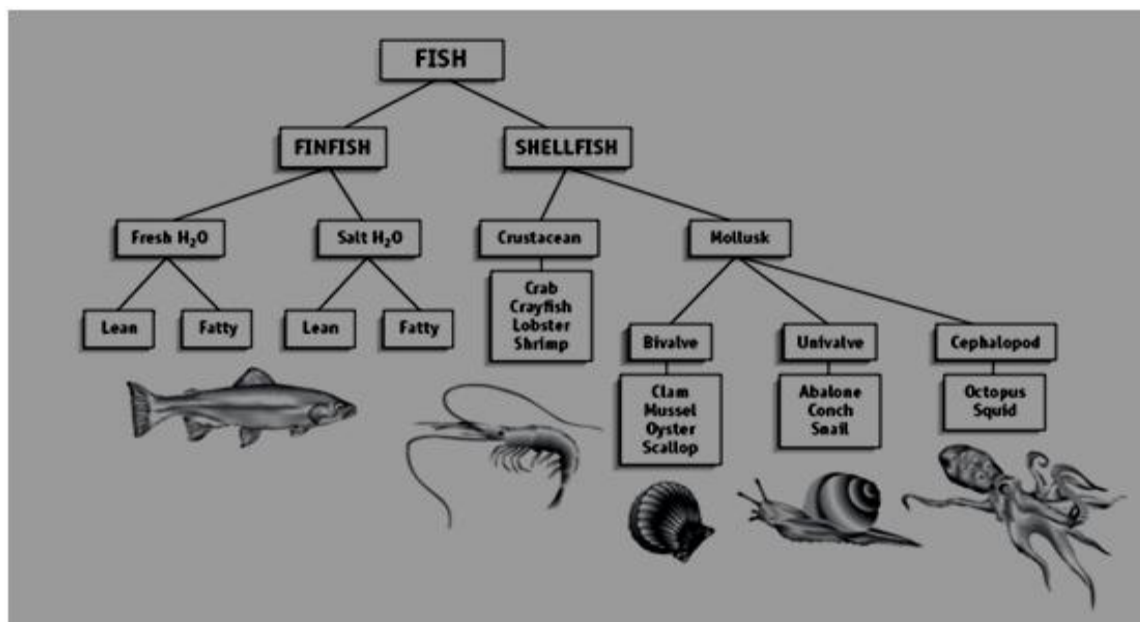 FISH
FINFISH
SHELLFISH
Fresh H₂O
Salt H₂O
Crustacean
Mollusk
Lean
Fatty
Lean
Fatty
Crab
Crayfish
Lobster
Shrimp
Bivalve
Univalve
Cephalopod
Clam
Mussel
Oyster
Scallop
Abalone
Conch
Snail
Octopus
Squid